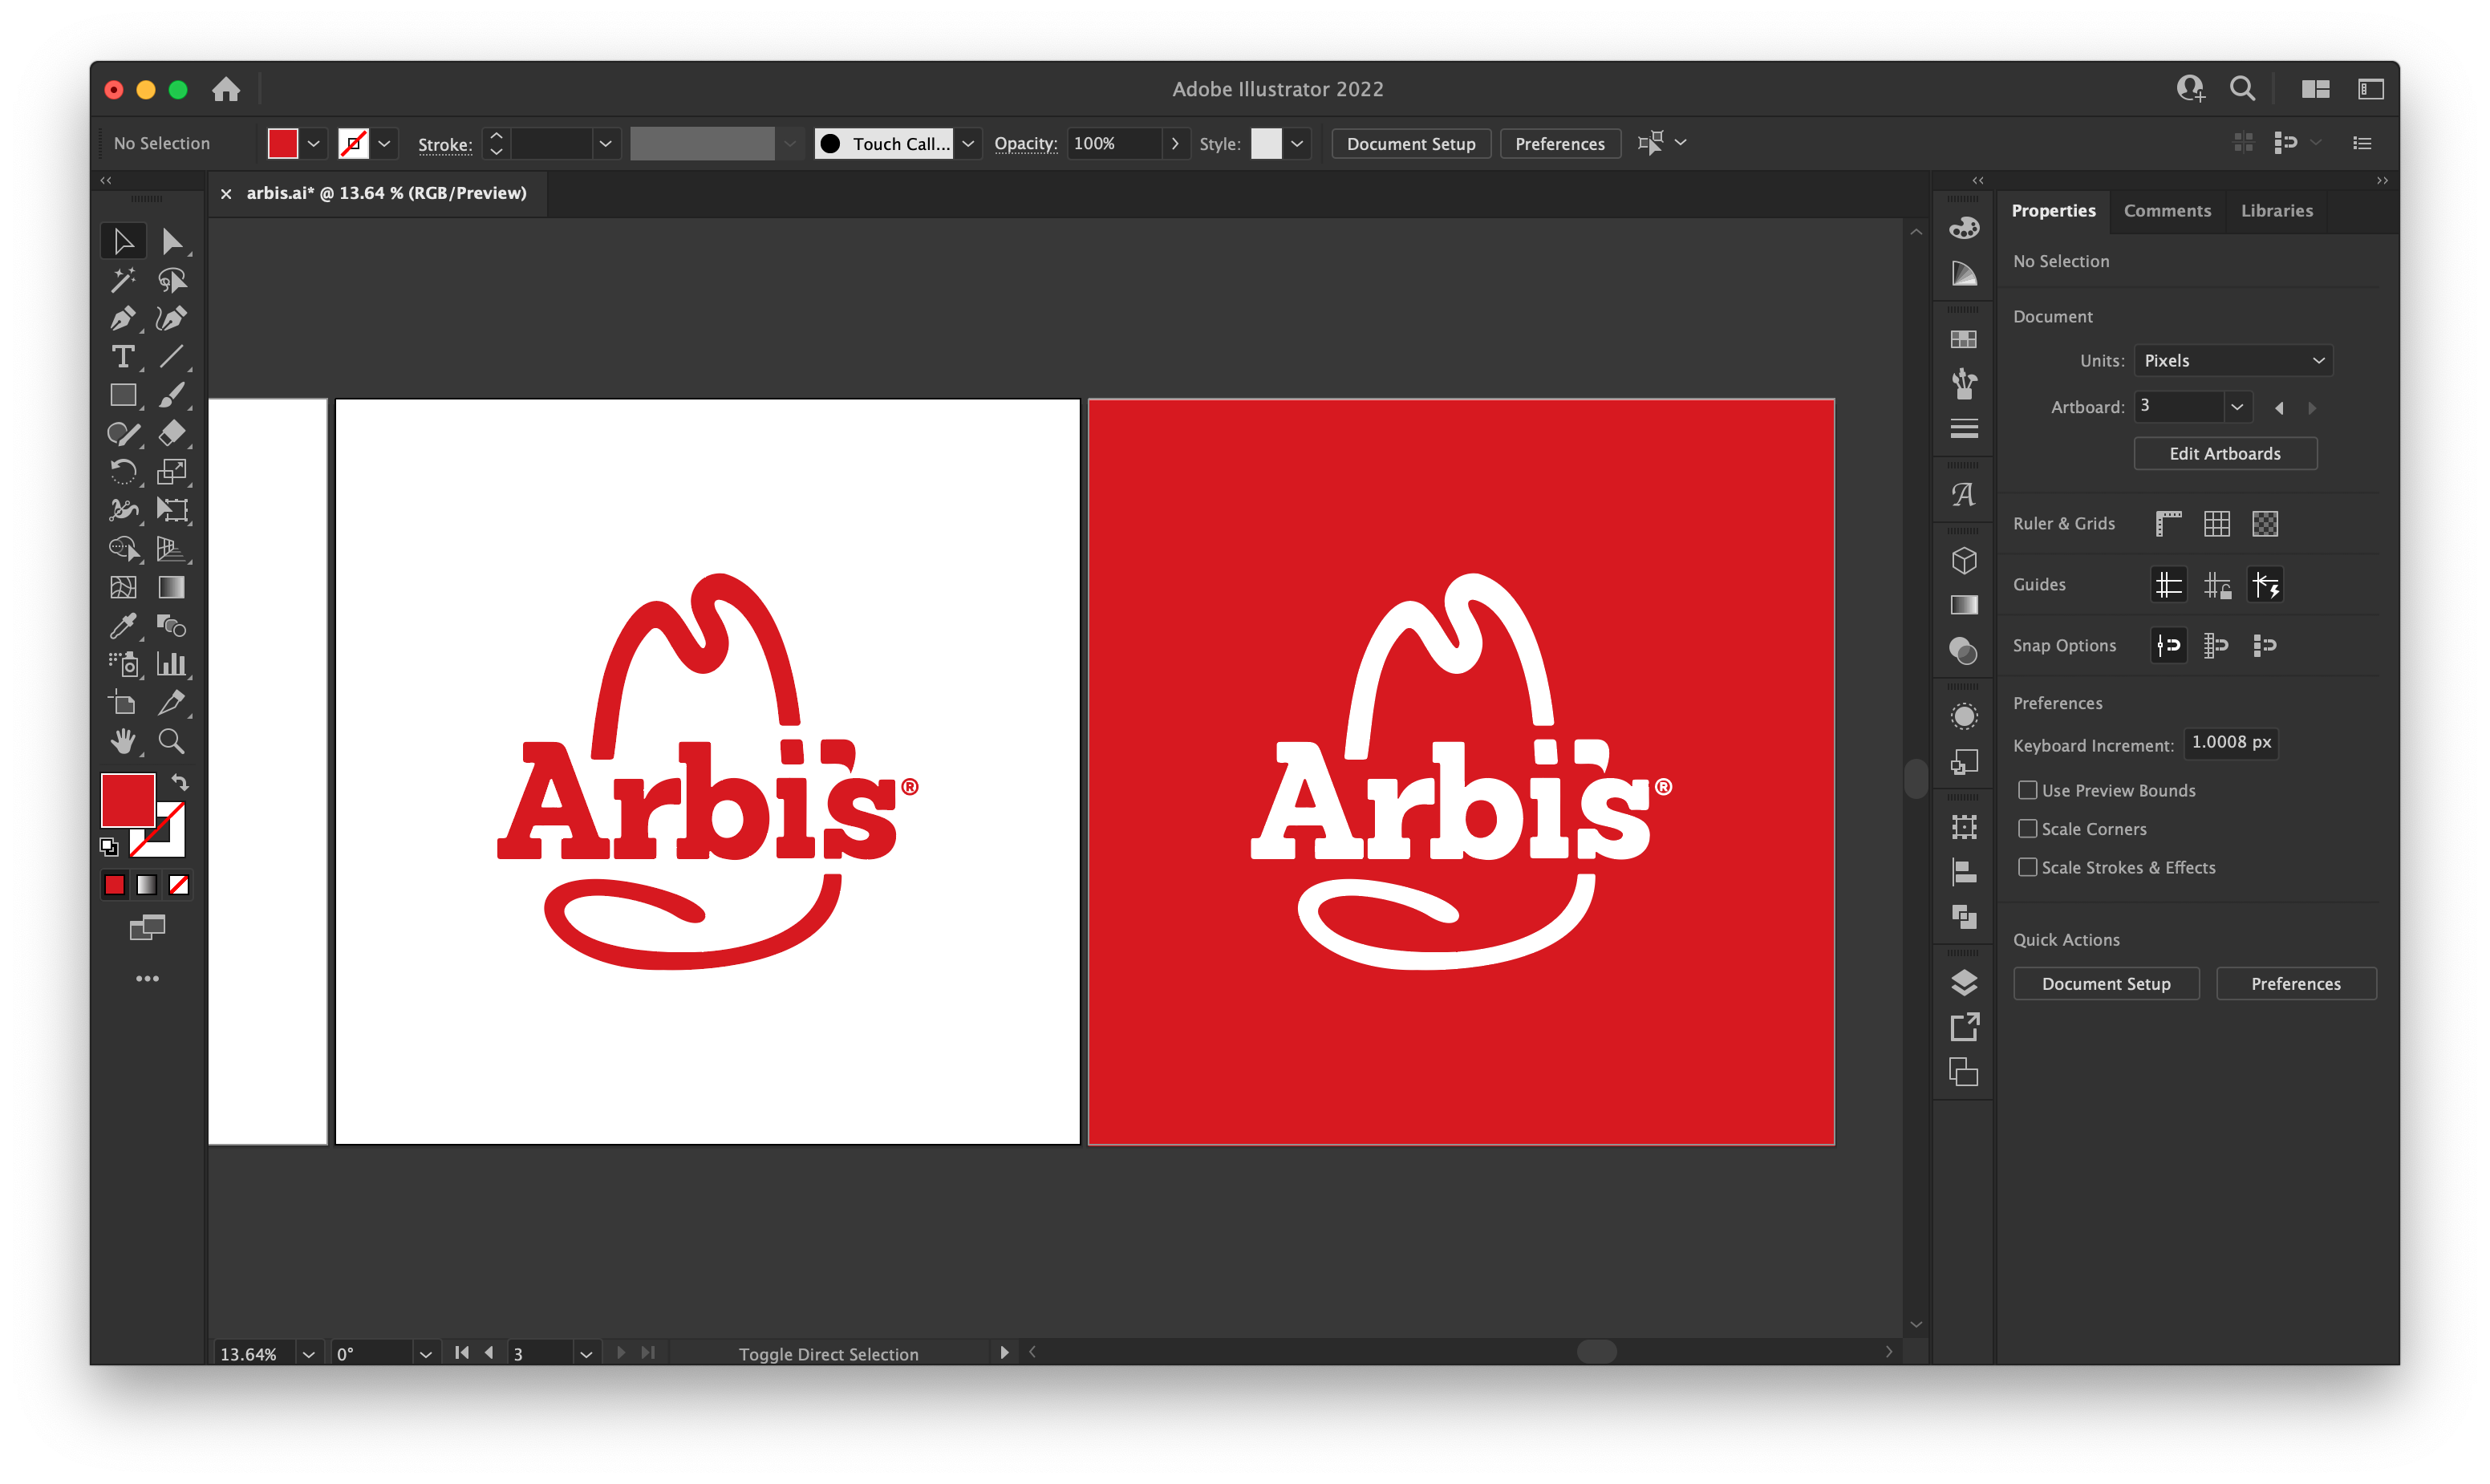 Adobe Illustrator 2022
No Selection
Stroke:
Touch Call...
Opacity:
100%
Style:
Document Setup
Preferences
arbis.ai* @ 13.64 % (RGB/Preview)
Properties
Comments
Libraries
No Selection
Document
Units:
Pixels
Artboard:
3
Edit Artboards
Ruler & Grids
Guides
Snap Options
Preferences
Keyboard Increment:
1.0008 px
Use Preview Bounds
Scale Corners
Scale Strokes & Effects
Quick Actions
Document Setup
Preferences
Arbi's®
Arbi's®
13.64%
0°
3
Toggle Direct Selection